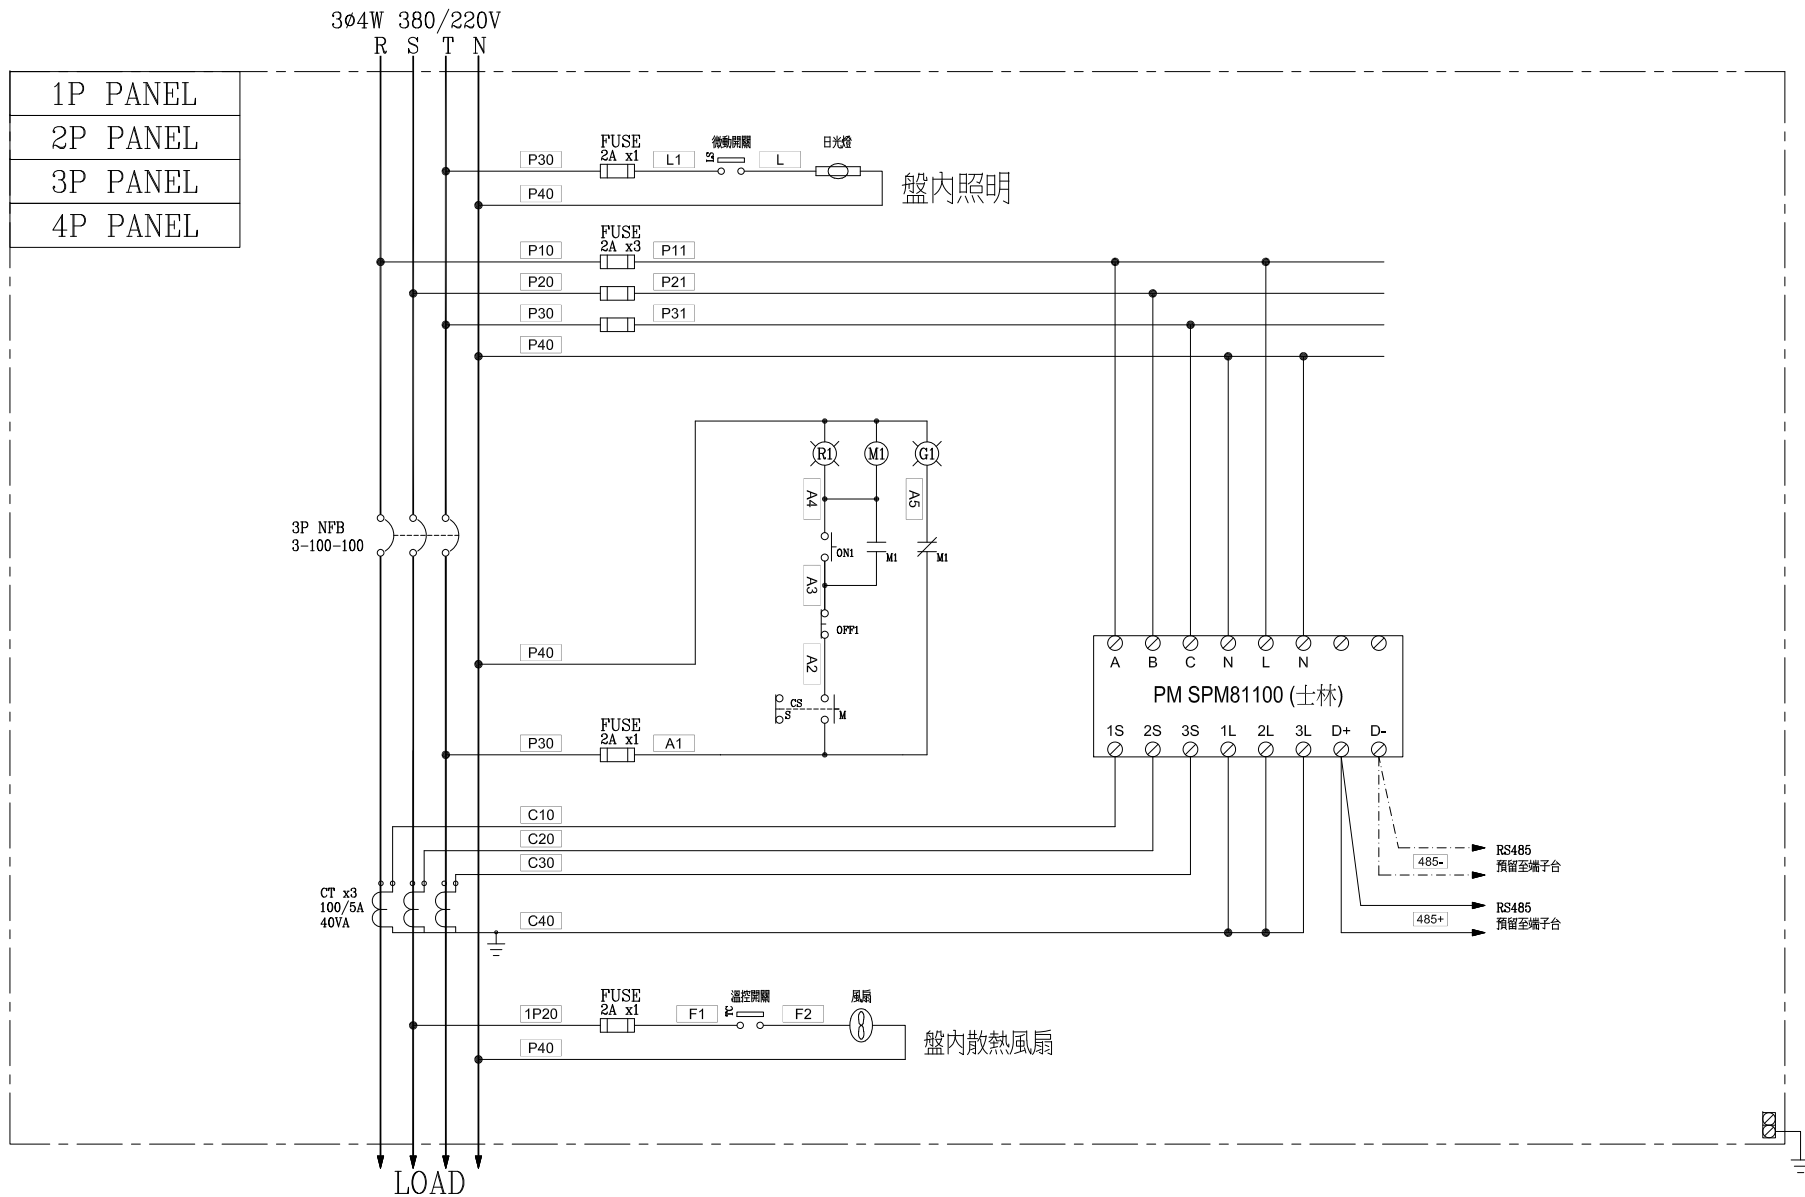 3ø4W 380/220V
R S T N
1P PANEL
2P PANEL
3P PANEL
4P PANEL
P30
FUSE
2A x1
L1
微動開關
LS
L
日光燈
P40
盤內照明
FUSE
P10
2A x3
P11
P20
P21
P30
P31
P40
R1
M1
G1
A4
A5
3P NFB
3-100-100
ON1
M1
M1
A3
OFF1
P40
A2
CS
S
M
FUSE
P30
2A x1
A1
A B C N L N
PM SPM81100 (士林)
1S 2S 3S 1L 2L 3L D+ D-
C10
C20
C30
CT x3
100/5A
40VA
C40
RS485
485-
預留至端子台
RS485
485+
預留至端子台
FUSE
1P20
2A x1
F1
溫控開關
TC
F2
風扇
P40
盤內散熱風扇
LOAD